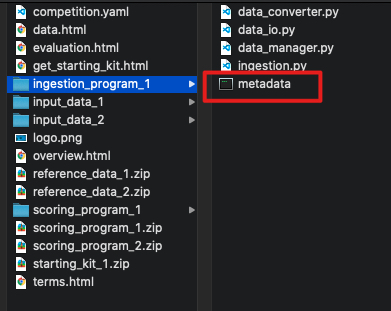 competition.yaml
data.html
evaluation.html
get_starting_kit.html
ingestion_program_1
input_data_1
input_data_2
logo.png
overview.html
reference_data_1.zip
reference_data_2.zip
scoring_program_1
scoring_program_1.zip
scoring_program_2.zip
starting_kit_1.zip
terms.html
data_converter.py
data_io.py
data_manager.py
ingestion.py
metadata